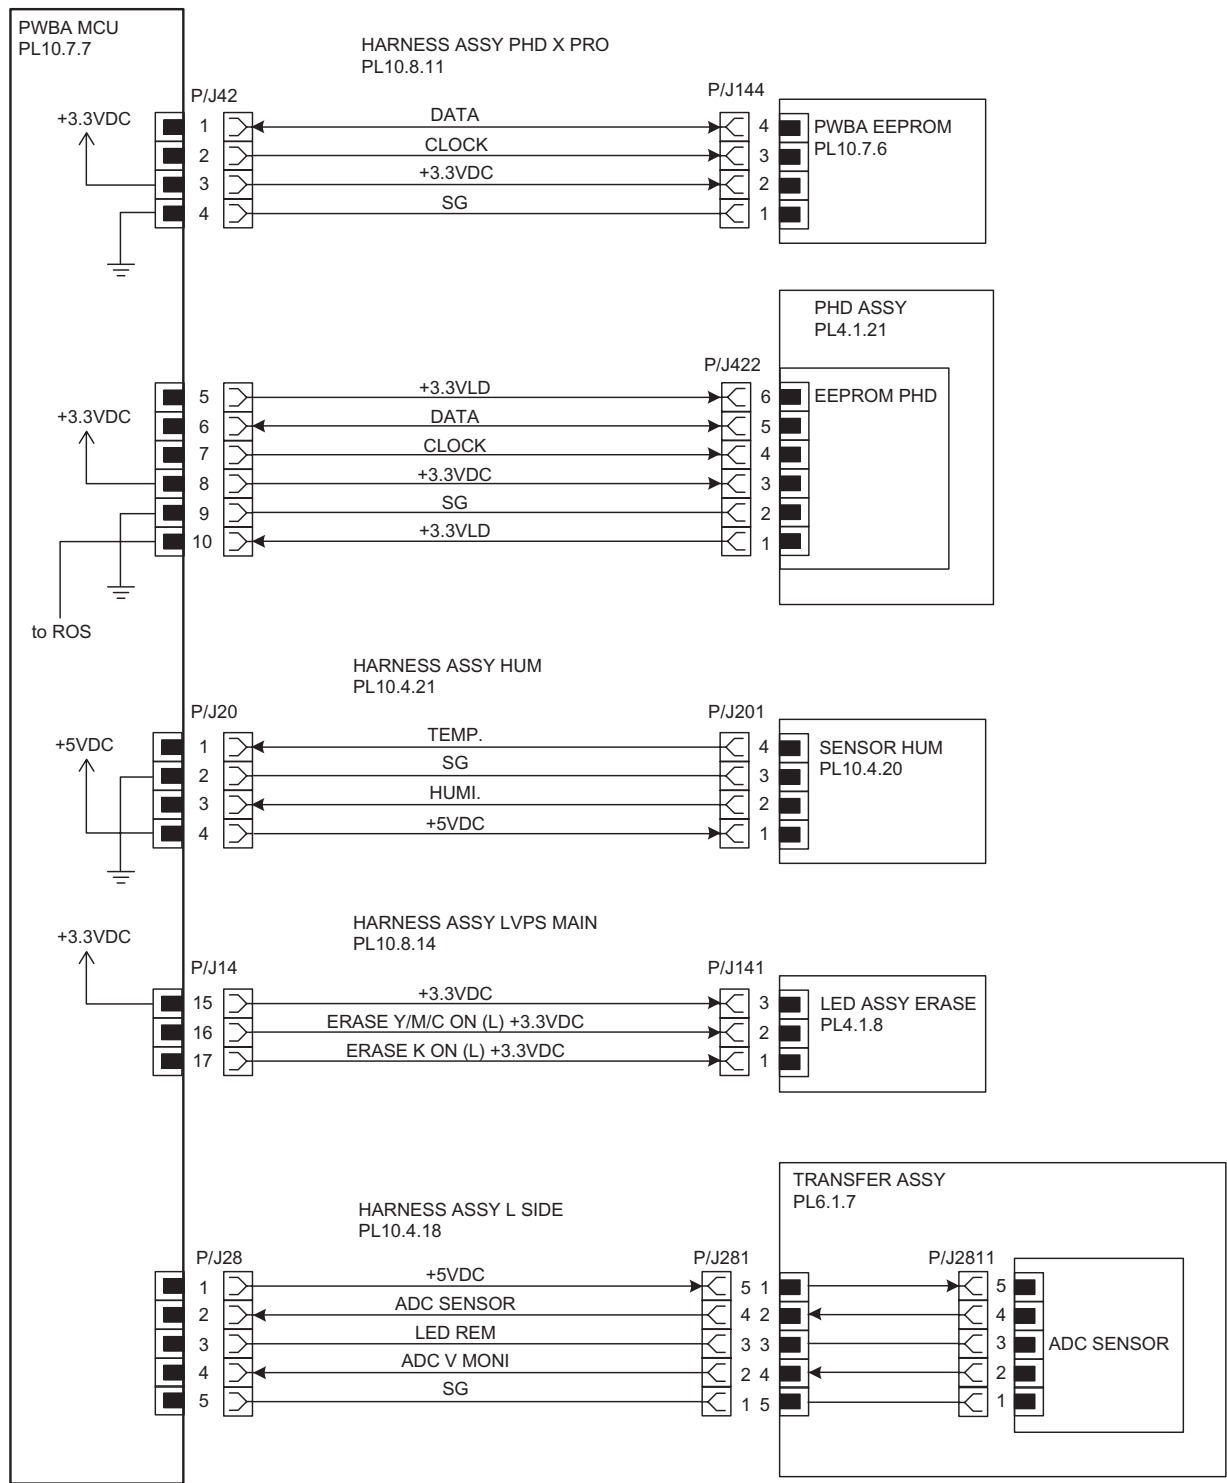 PWBA MCU
PL10.7.7
HARNESS ASSY PHD X PRO
PL10.8.11
P/J42
P/J144
+3.3VDC
1 DATA 4
2 CLOCK 3
3 +3.3VDC 2
4 SG 1
PWBA EEPROM
PL10.7.6
PHD ASSY
PL4.1.21
P/J422
EEPROM PHD
+3.3VDC
5 +3.3VLD 6
6 DATA 5
7 CLOCK 4
8 +3.3VDC 3
9 SG 2
10 +3.3VLD 1
to ROS
HARNESS ASSY HUM
PL10.4.21
P/J20
P/J201
+5VDC
1 TEMP. 4
2 SG 3
3 HUMI. 2
4 +5VDC 1
SENSOR HUM
PL10.4.20
HARNESS ASSY LVPS MAIN
PL10.8.14
+3.3VDC
P/J14
P/J141
15 +3.3VDC 3
16 ERASE Y/M/C ON (L) +3.3VDC 2
17 ERASE K ON (L) +3.3VDC 1
LED ASSY ERASE
PL4.1.8
TRANSFER ASSY
PL6.1.7
HARNESS ASSY L SIDE
PL10.4.18
P/J28
P/J281
P/J2811
1 +5VDC 5 1 5
2 ADC SENSOR 4 2 4
3 LED REM 3 3 3
4 ADC V MONI 2 4 2
5 SG 1 5 1
ADC SENSOR